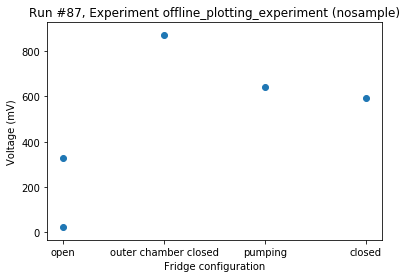 Run #87, Experiment offline_plotting_experiment (nosample)
Voltage (mV)
800
600
400
200
0
open
outer chamber closed
pumping
closed
Fridge configuration